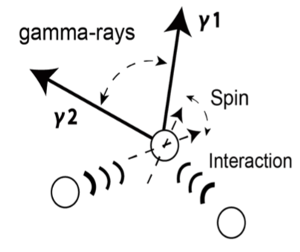 γ1
gamma-rays
γ2
Spin
Interaction